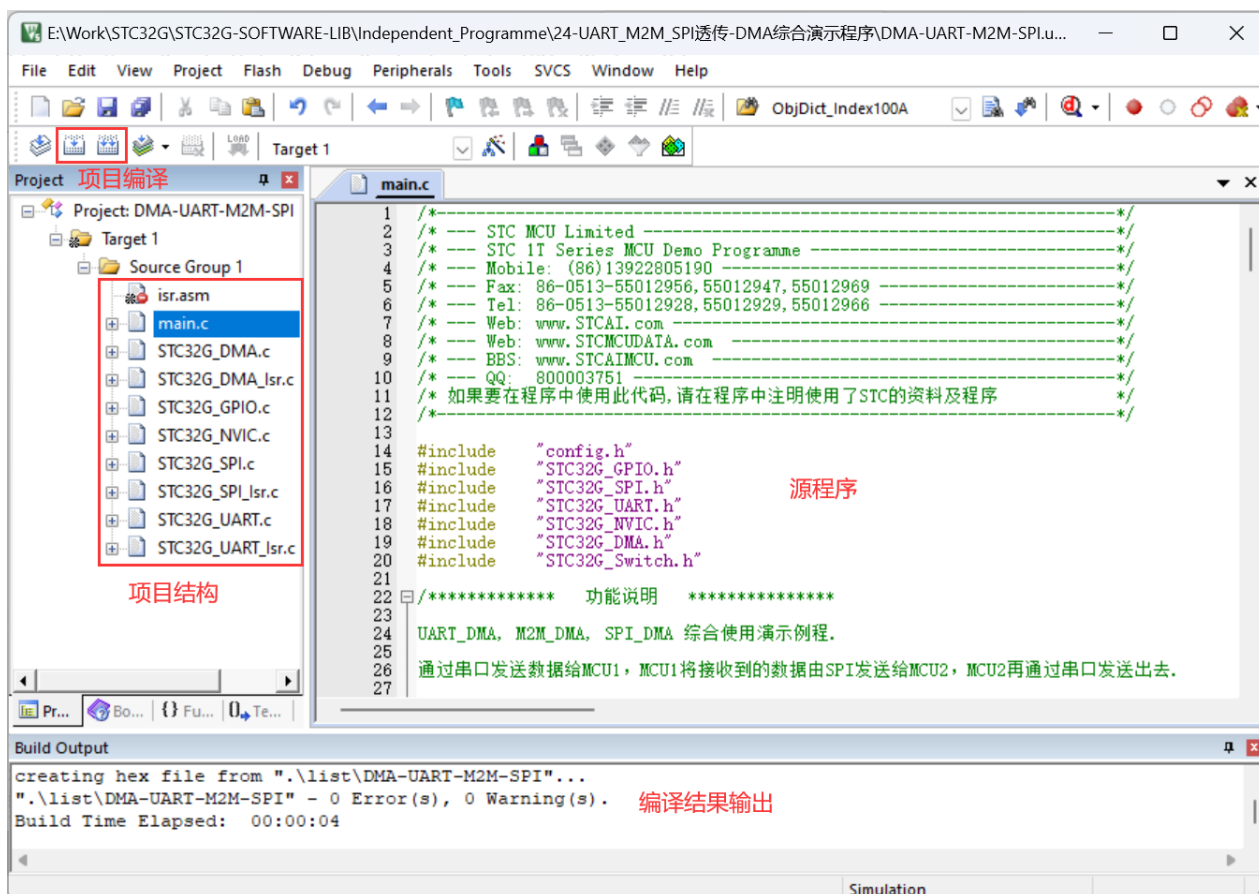 E:\Work\STC32G\STC32G-SOFTWARE-LIB\Independent_Programme\24-UART_M2M_SPI透传-DMA综合演示程序\DMA-UART-M2M-SPI.u...
File Edit View Project Flash Debug Peripherals Tools SVCS Window Help
ObjDict_Index100A
LOAD
Target 1
Project 项目编译
main.c
Project: DMA-UART-M2M-SPI
Target 1
Source Group 1
isr.asm
main.c
STC32G_DMA.c
STC32G_DMA_Isr.c
STC32G_GPIO.c
STC32G_NVIC.c
STC32G_SPI.c
STC32G_SPI_Isr.c
STC32G_UART.c
STC32G_UART_Isr.c
项目结构
Pr... Bo... {} Fu... Te...
1 /*---------------------------------------------------------------------*/
2 /* --- STC MCU Limited ------------------------------------------------*/
3 /* --- STC 1T Series MCU Demo Programme -------------------------------*/
4 /* --- Mobile: (86)13922805190 ----------------------------------------*/
5 /* --- Fax: 86-0513-55012956,55012947,55012969 ------------------------*/
6 /* --- Tel: 86-0513-55012928,55012929,55012966 ------------------------*/
7 /* --- Web: www.STCAI.com ---------------------------------------------*/
8 /* --- Web: www.STCMCUDATA.com ---------------------------------------*/
9 /* --- BBS: www.STCAIMCU.com -----------------------------------------*/
10 /* --- QQ: 800003751 -------------------------------------------------*/
11 /* 如果要在程序中使用此代码,请在程序中注明使用了STC的资料及程序 */
12 /*---------------------------------------------------------------------*/
13
14 #include "config.h"
15 #include "STC32G_GPIO.h"
16 #include "STC32G_SPI.h"
17 #include "STC32G_UART.h"
18 #include "STC32G_NVIC.h"
19 #include "STC32G_DMA.h"
20 #include "STC32G_Switch.h"
源程序
21
22 /************* 功能说明 ***************
23
24 UART_DMA, M2M_DMA, SPI_DMA 综合使用演示例程.
25
26 通过串口发送数据给MCU1，MCU1将接收到的数据由SPI发送给MCU2，MCU2再通过串口发送出去.
27
Build Output
creating hex file from ".\list\DMA-UART-M2M-SPI"...
".\list\DMA-UART-M2M-SPI" - 0 Error(s), 0 Warning(s).
Build Time Elapsed: 00:00:04
编译结果输出
Simulation